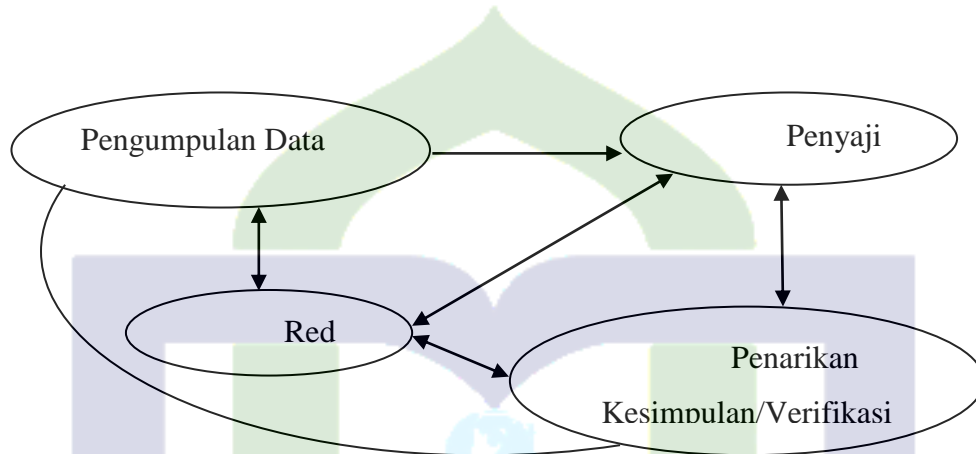 Pengumpulan Data
Penyaji
Red
Penarikan
Kesimpulan/Verifikasi